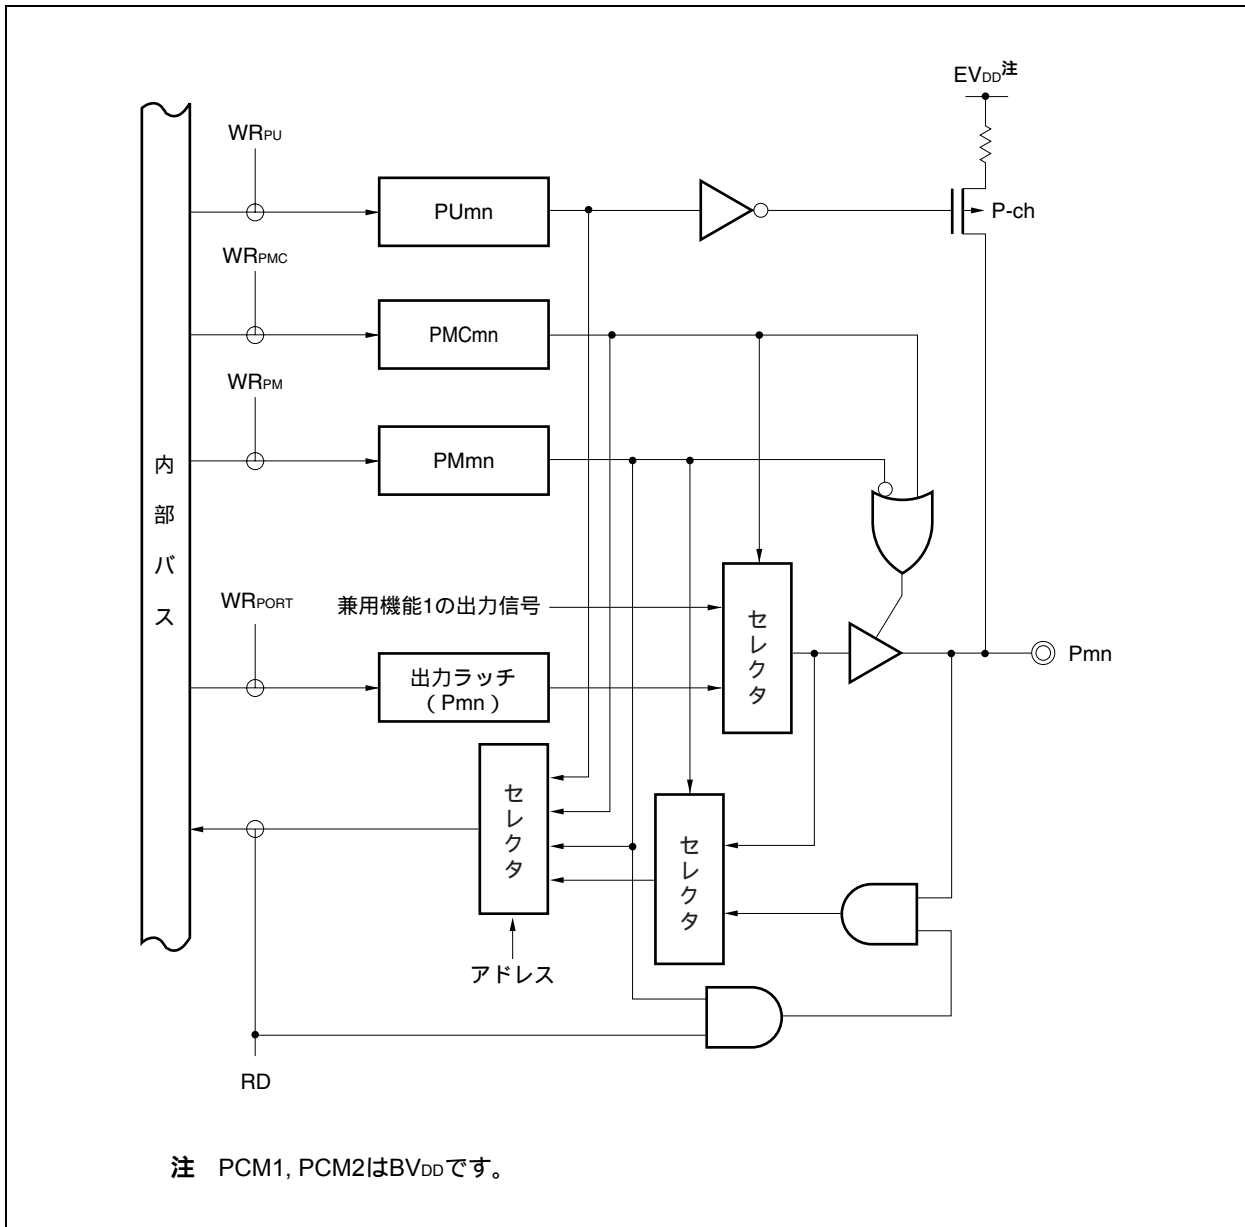 EVDD注
WRPU
PUmn
P-ch
WRPMC
PMCmn
WRPM
PMmn
内部バス
WRPORT
兼用機能1の出力信号
セレクタ
出力ラッチ
(Pmn)
Pmn
セレクタ
セレクタ
アドレス
RD
注 PCM1, PCM2はBVDDです。